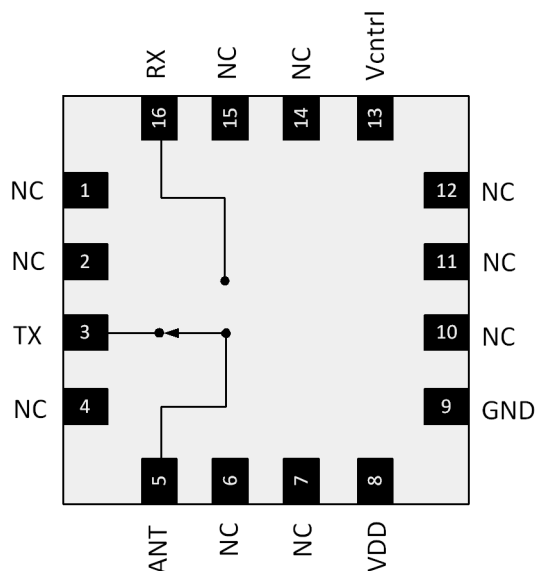 RX NC NC Vcntrl
16 15 14 13
NC 1 12 NC
NC 2 11 NC
TX 3 10 NC
NC 4 9 GND
5 6 7 8
ANT NC NC VDD